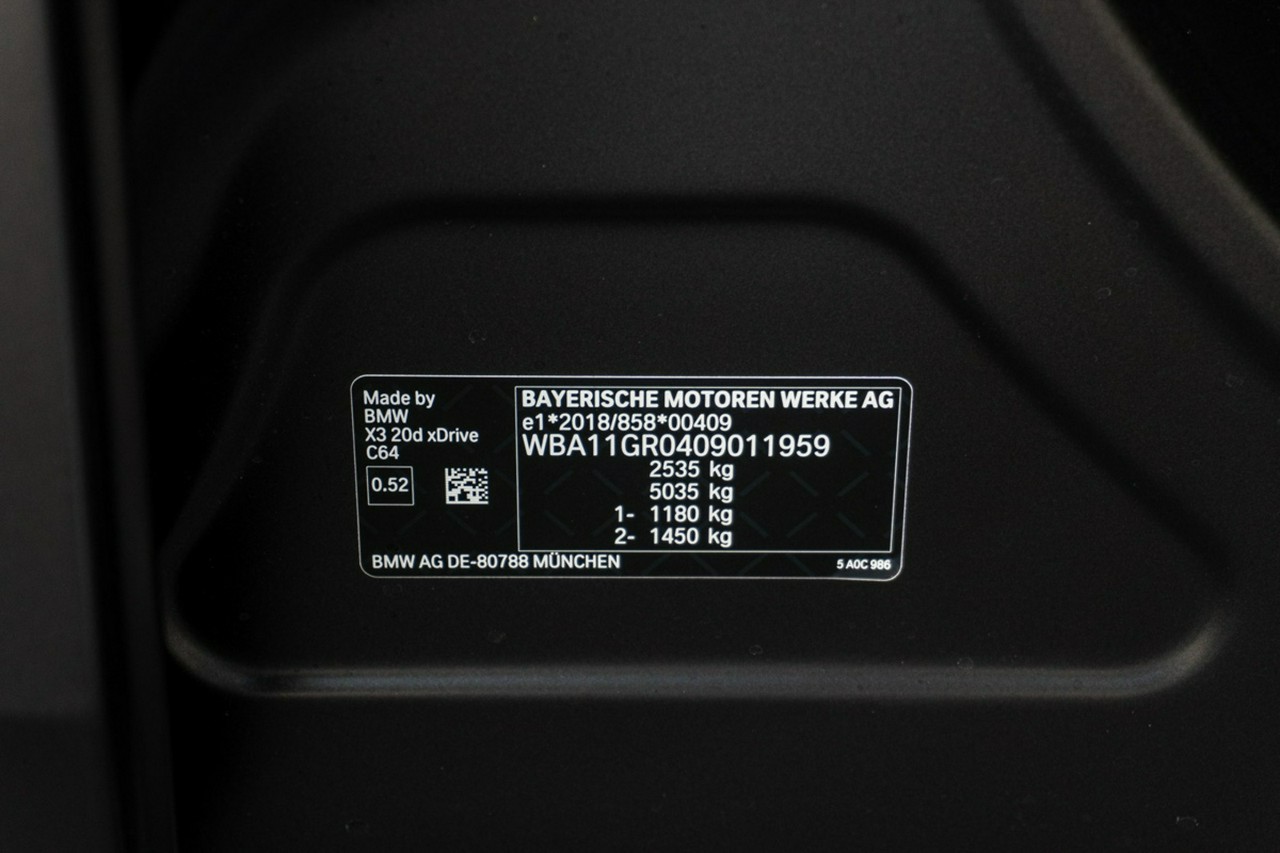 Made by
BMW
X3 20d xDrive
C64
0.52
BAYERISCHE MOTOREN WERKE AG
e1*2018/858*00409
WBA11GR0409011959
2535 kg
5035 kg
1- 1180 kg
2- 1450 kg
BMW AG DE-80788 MÜNCHEN
5 A0C 986